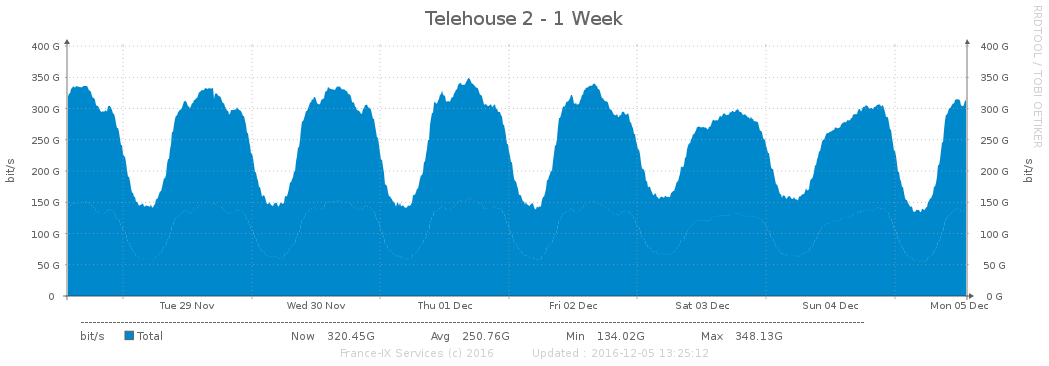 Telehouse 2 - 1 Week
RRDTOOL / TOBI OETIKER
400 G 400 G
350 G 350 G
300 G 300 G
250 G 250 G
200 G 200 G
150 G 150 G
100 G 100 G
50 G 50 G
0 0 G
bit/s bit/s
Tue 29 Nov Wed 30 Nov Thu 01 Dec Fri 02 Dec Sat 03 Dec Sun 04 Dec Mon 05 Dec
bit/s Total Now 320.45G Avg 250.76G Min 134.02G Max 348.13G
France-IX Services (c) 2016 Updated : 2016-12-05 13:25:12